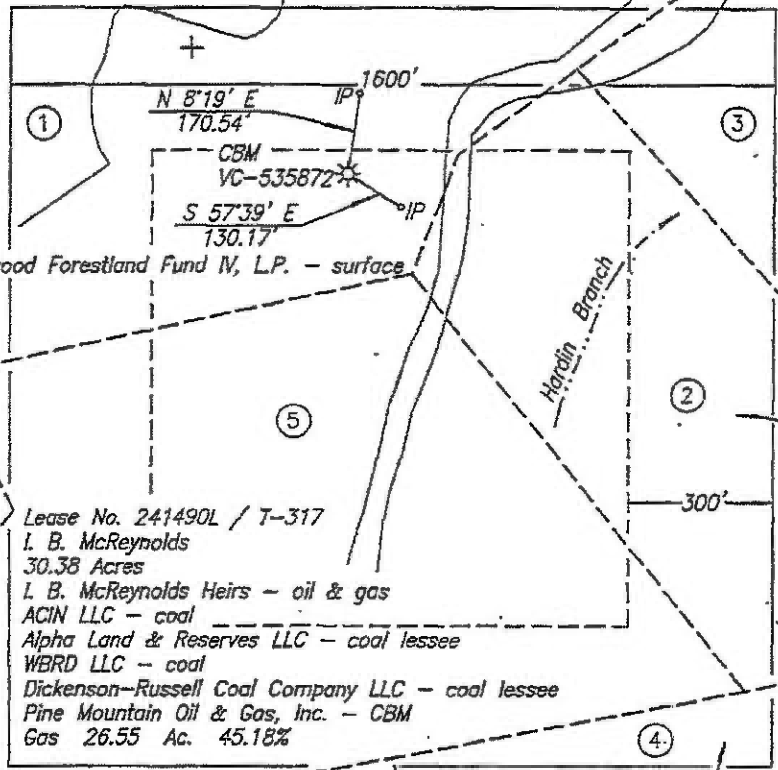 1600'
N 8°19' E
IP
170.54'
①
③
CBM
VC-535872
IP
S 57°39' E
130.17'
ood Forestland Fund IV, L.P. – surface
Hardin Branch
②
⑤
300'
Lease No. 241490L / T-317
I. B. McReynolds
30.38 Acres
I. B. McReynolds Heirs – oil & gas
ACIN LLC – coal
Alpha Land & Reserves LLC – coal lessee
WBRD LLC – coal
Dickenson-Russell Coal Company LLC – coal lessee
Pine Mountain Oil & Gas, Inc. – CBM
Gas 26.55 Ac. 45.18%
④